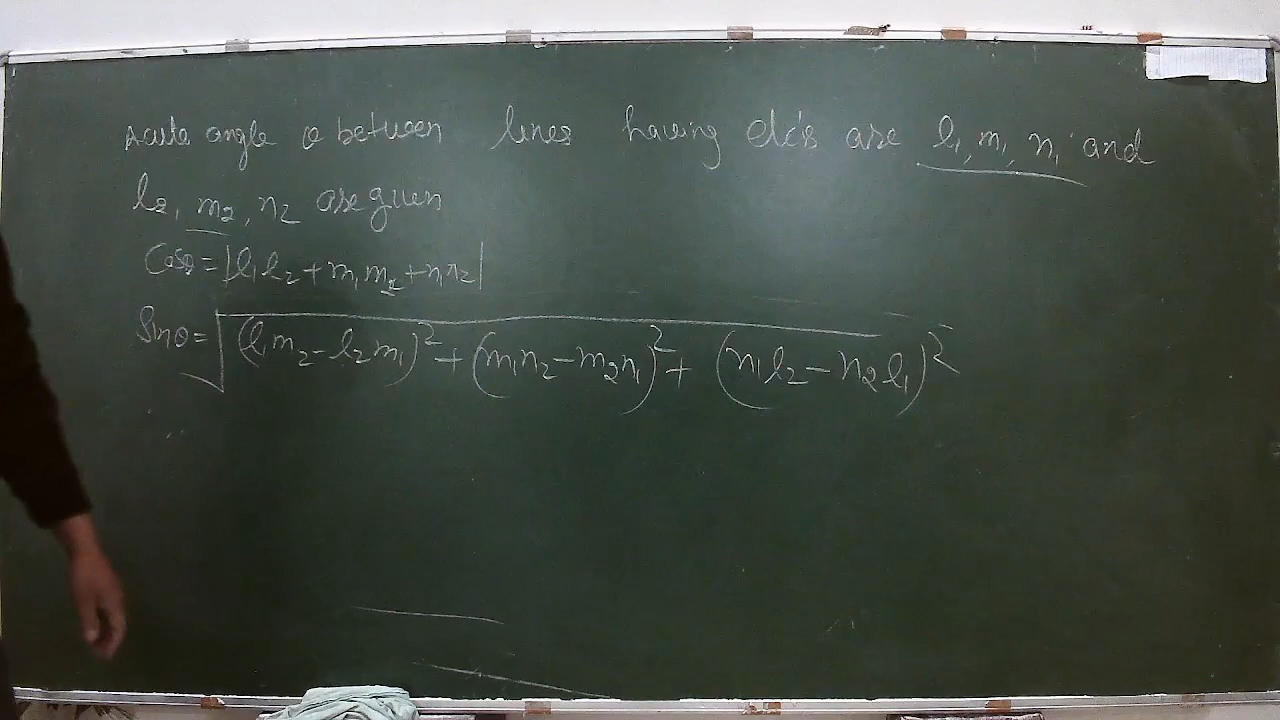 Acute angle θ between lines having dc's are l₁, m₁, n₁ and
l₂, m₂, n₂ are given
Cosθ = |l₁l₂ + m₁m₂ + n₁n₂|
Sinθ = √(l₁m₂ - l₂m₁)² + (m₁n₂ - m₂n₁)² + (n₁l₂ - n₂l₁)²